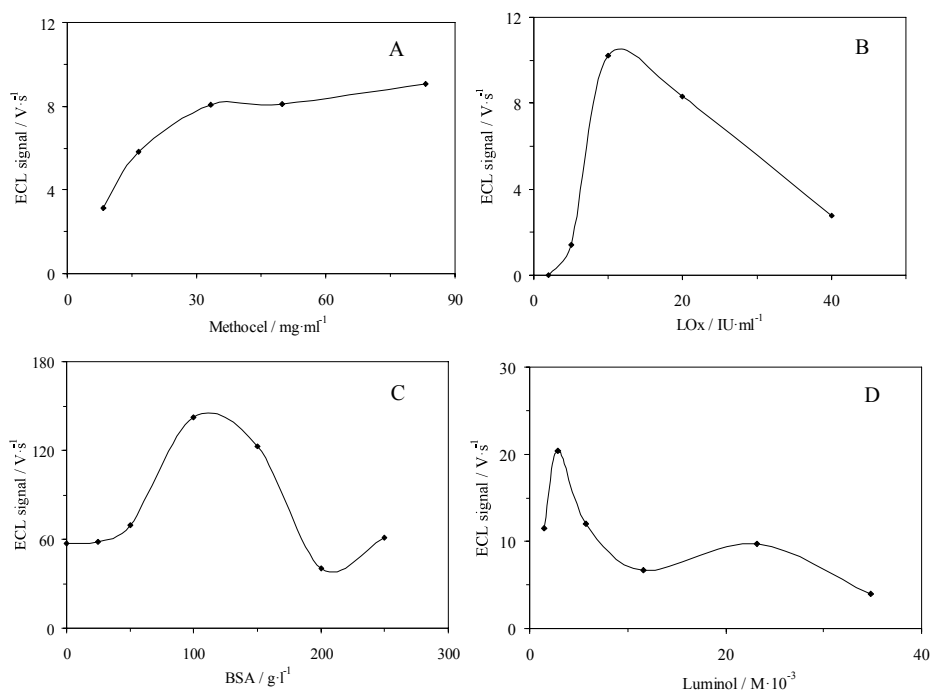 12
8
4
0
0
30
60
90
A
ECL signal / V·s⁻¹
Methocel / mg·ml⁻¹
12
8
4
0
0
20
40
B
ECL signal / V·s⁻¹
LOx / IU·ml⁻¹
180
120
60
0
0
100
200
300
C
ECL signal / V·s⁻¹
BSA / g·l⁻¹
30
20
10
0
0
20
40
D
ECL signal / V·s⁻¹
Luminol / M·10⁻³